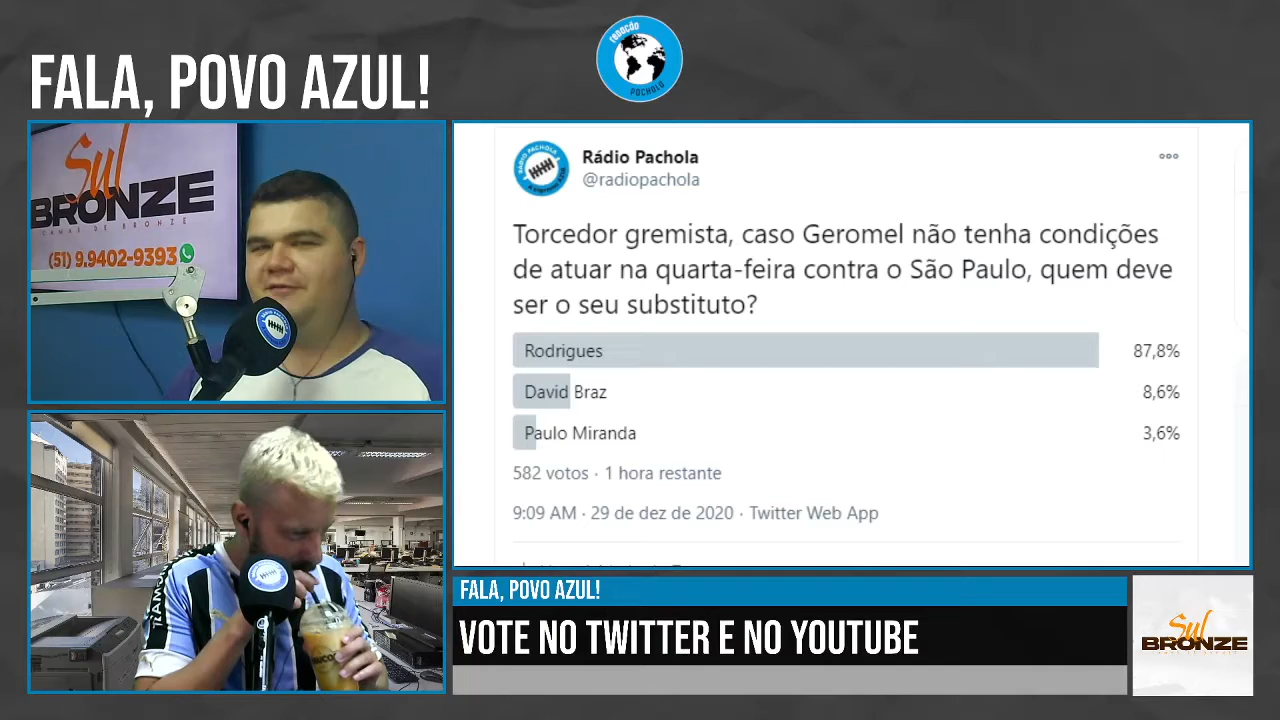 redação
POCHOLA
FALA, POVO AZUL!
Sul
BRONZE
CAMAS DE BRONZE
(51) 9.9402-9393
Rádio Pachola
@radiopachola
Torcedor gremista, caso Geromel não tenha condições
de atuar na quarta-feira contra o São Paulo, quem deve
ser o seu substituto?
Rodrigues 87,8%
David Braz 8,6%
Paulo Miranda 3,6%
582 votos · 1 hora restante
9:09 AM · 29 de dez de 2020 · Twitter Web App
FALA, POVO AZUL!
VOTE NO TWITTER E NO YOUTUBE
Sul
BRONZE